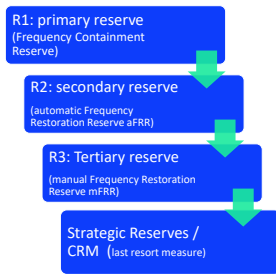 R1: primary reserve
(Frequency Containment
Reserve)
R2: secondary reserve
(automatic Frequency
Restoration Reserve aFRR)
R3: Tertiary reserve
(manual Frequency Restoration
Reserve mFRR)
Strategic Reserves /
CRM (last resort measure)